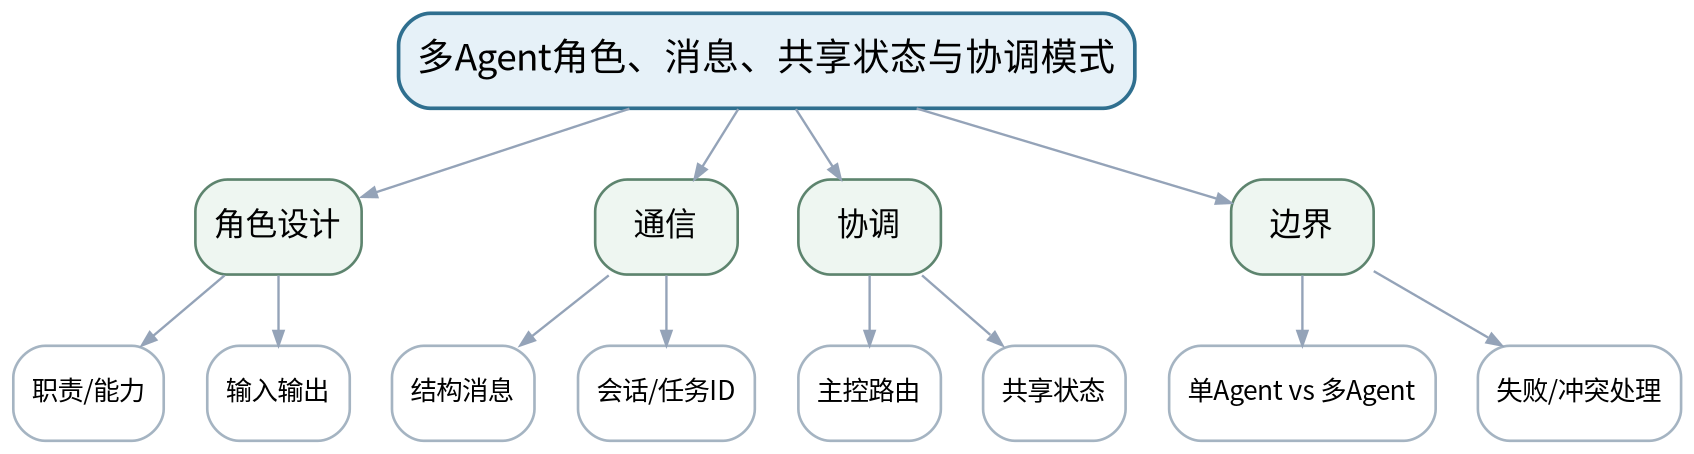 多Agent角色、消息、共享状态与协调模式
角色设计
通信
协调
边界
职责/能力
输入输出
结构消息
会话/任务ID
主控路由
共享状态
单Agent vs 多Agent
失败/冲突处理